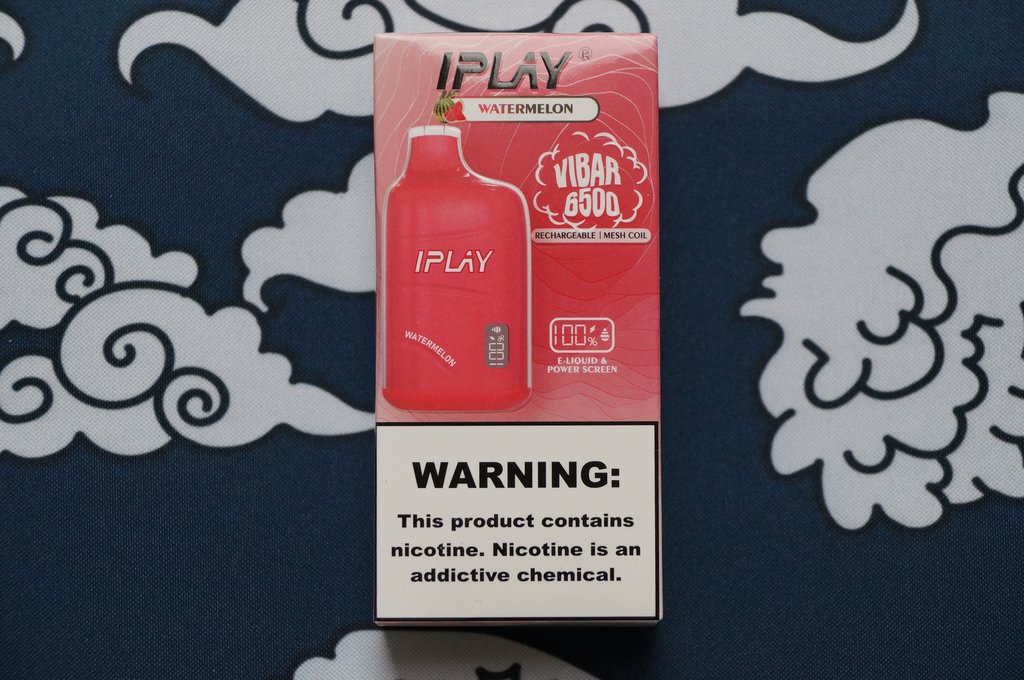 IPLAY®
WATERMELON
VIBAR
6500
RECHARGEABLE | MESH COIL
IPLAY
WATERMELON
100%
100%
E-LIQUID &
POWER SCREEN
WARNING:
This product contains
nicotine. Nicotine is an
addictive chemical.